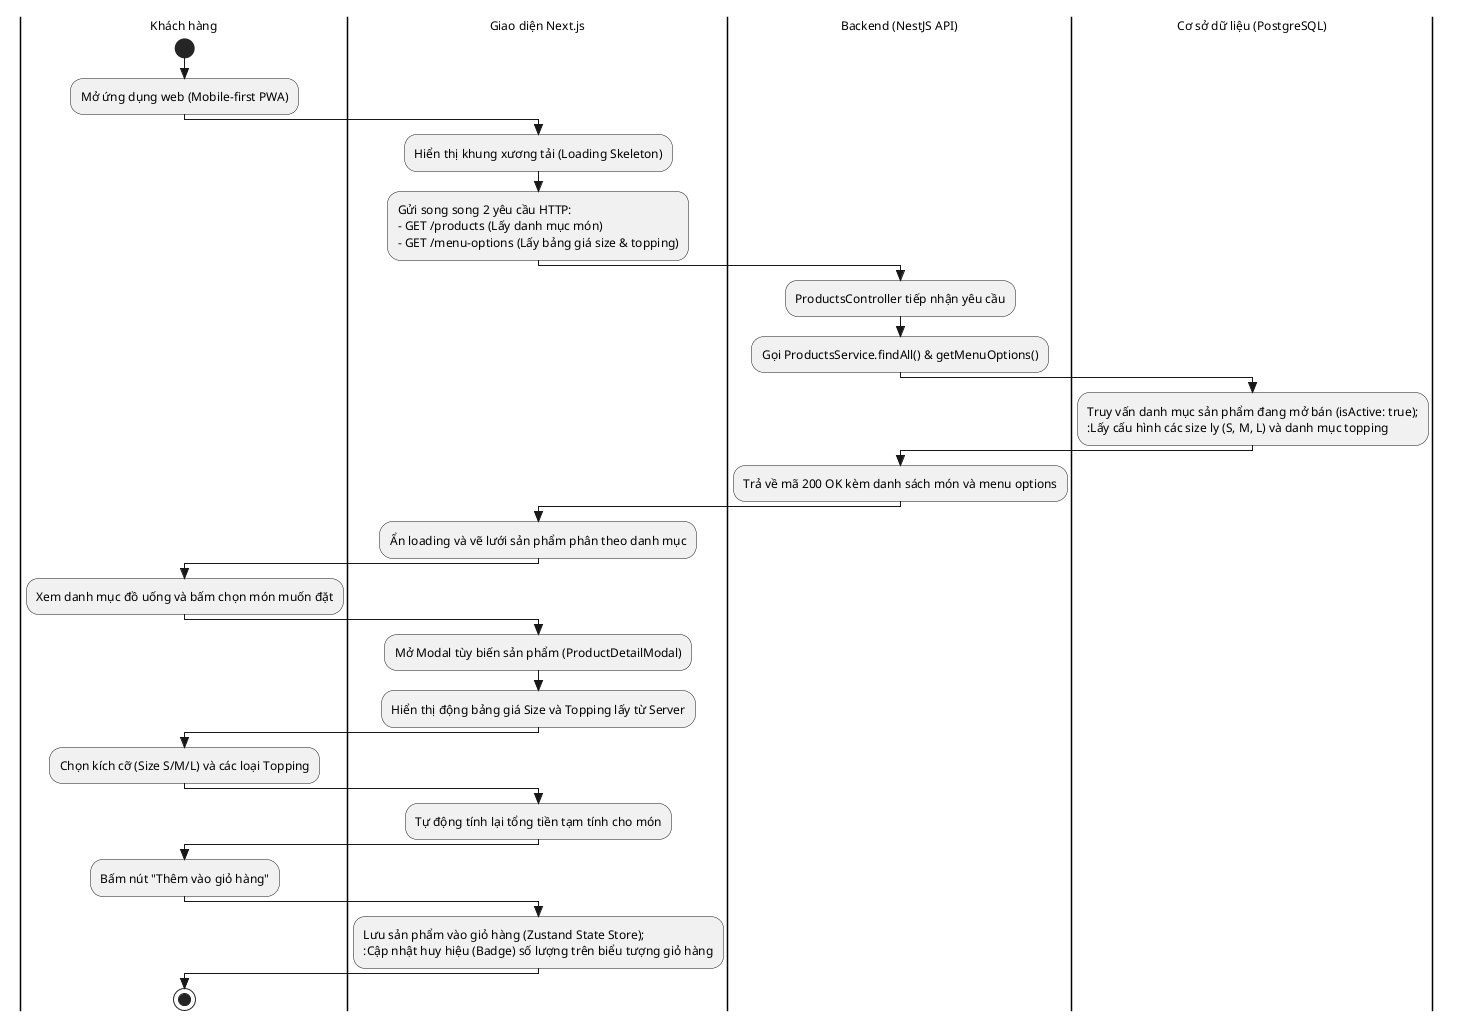 Khách hàng
Giao diện Next.js
Backend (NestJS API)
Cơ sở dữ liệu (PostgreSQL)
Mở ứng dụng web (Mobile-first PWA)
Hiển thị khung xương tải (Loading Skeleton)
Gửi song song 2 yêu cầu HTTP:
- GET /products (Lấy danh mục món)
- GET /menu-options (Lấy bảng giá size & topping)
ProductsController tiếp nhận yêu cầu
Gọi ProductsService.findAll() & getMenuOptions()
Truy vấn danh mục sản phẩm đang mở bán (isActive: true);
:Lấy cấu hình các size ly (S, M, L) và danh mục topping
Trả về mã 200 OK kèm danh sách món và menu options
Ẩn loading và vẽ lưới sản phẩm phân theo danh mục
Xem danh mục đồ uống và bấm chọn món muốn đặt
Mở Modal tùy biến sản phẩm (ProductDetailModal)
Hiển thị động bảng giá Size và Topping lấy từ Server
Chọn kích cỡ (Size S/M/L) và các loại Topping
Tự động tính lại tổng tiền tạm tính cho món
Bấm nút "Thêm vào giỏ hàng"
Lưu sản phẩm vào giỏ hàng (Zustand State Store);
:Cập nhật huy hiệu (Badge) số lượng trên biểu tượng giỏ hàng